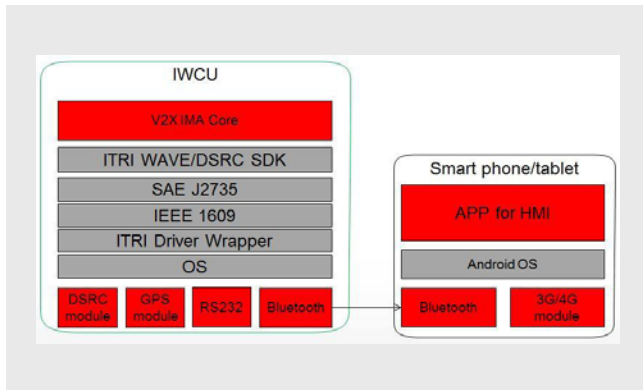 IWCU
V2X IMA Core
ITRI WAVE/DSRC SDK
SAE J2735
IEEE 1609
ITRI Driver Wrapper
OS
DSRC module
GPS module
RS232
Bluetooth
Smart phone/tablet
APP for HMI
Android OS
Bluetooth
3G/4G module